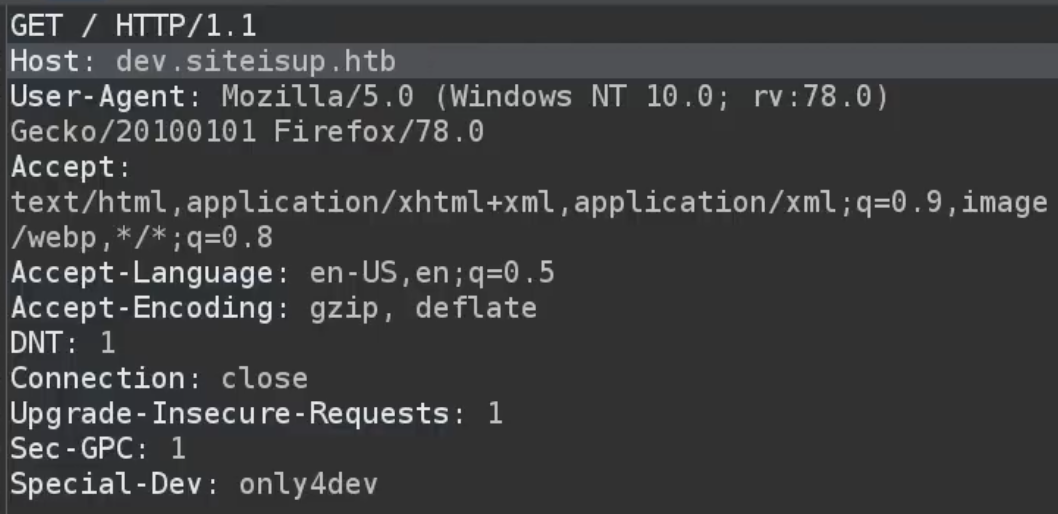 GET / HTTP/1.1
Host: dev.siteisup.htb
User-Agent: Mozilla/5.0 (Windows NT 10.0; rv:78.0)
Gecko/20100101 Firefox/78.0
Accept:
text/html,application/xhtml+xml,application/xml;q=0.9,image
/webp,*/*;q=0.8
Accept-Language: en-US,en;q=0.5
Accept-Encoding: gzip, deflate
DNT: 1
Connection: close
Upgrade-Insecure-Requests: 1
Sec-GPC: 1
Special-Dev: only4dev